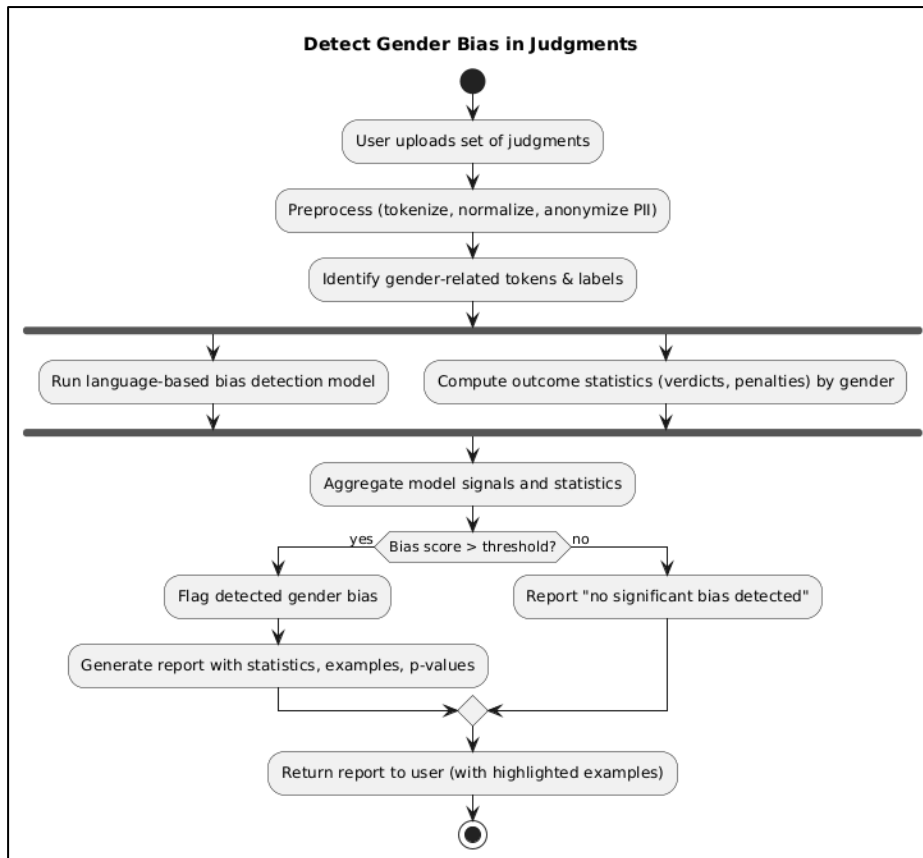 Detect Gender Bias in Judgments
User uploads set of judgments
Preprocess (tokenize, normalize, anonymize PII)
Identify gender-related tokens & labels
Run language-based bias detection model
Compute outcome statistics (verdicts, penalties) by gender
Aggregate model signals and statistics
yes
Bias score > threshold?
no
Flag detected gender bias
Report "no significant bias detected"
Generate report with statistics, examples, p-values
Return report to user (with highlighted examples)